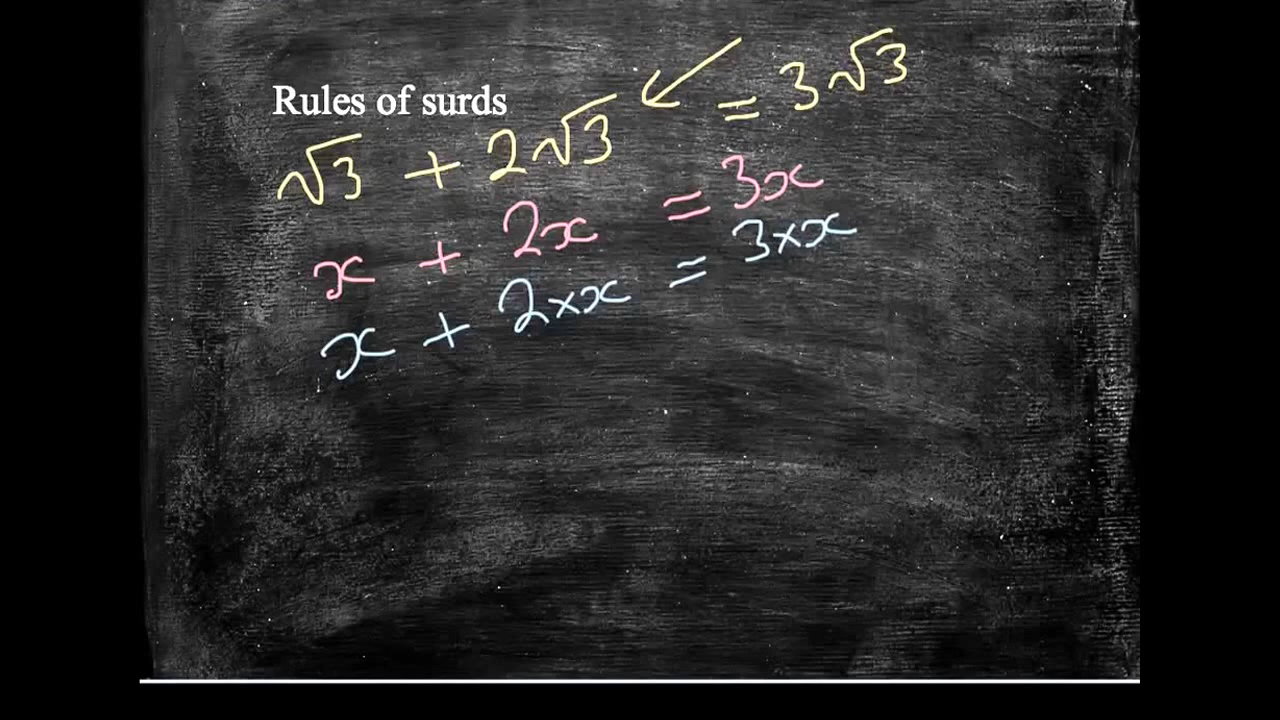 Rules of surds
√3 + 2√3 = 3√3
x + 2x = 3x
x + 2×x = 3×x